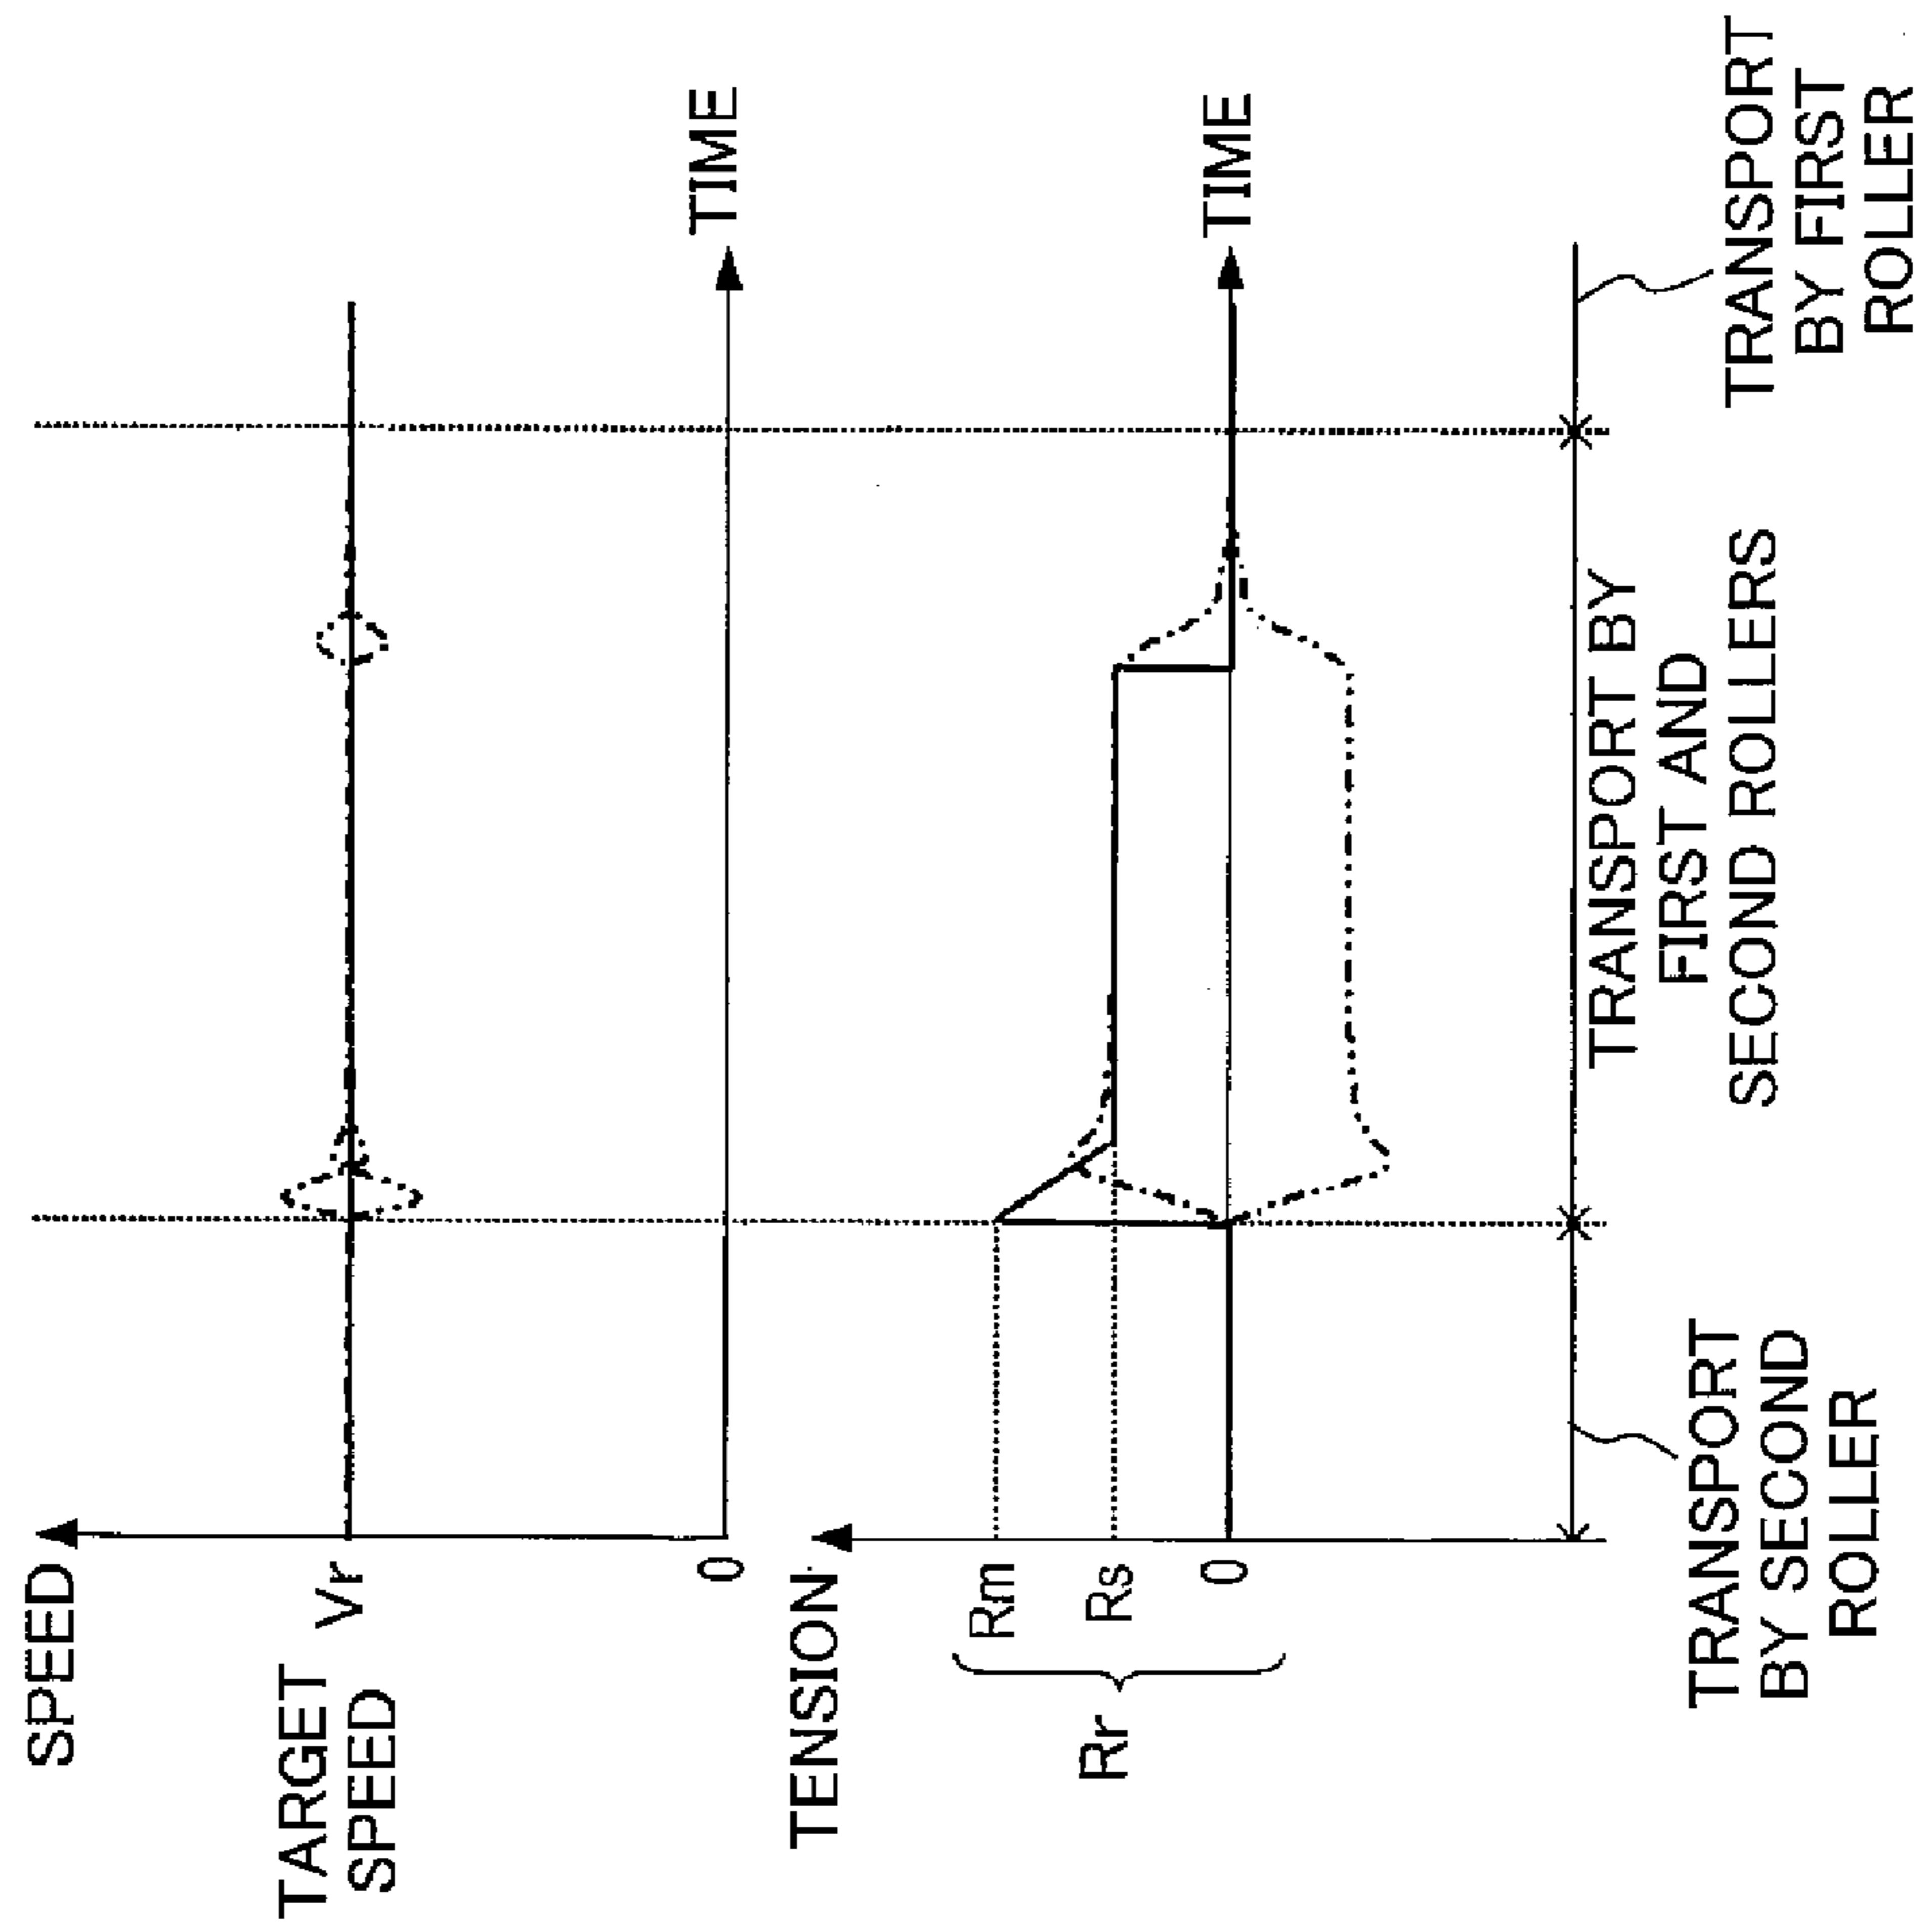 SPEED
TARGET
SPEED
Vr
0
TIME
TENSION
Rr
Rm
Rs
0
TIME
TRANSPORT
BY SECOND
ROLLER
TRANSPORT BY
FIRST AND
SECOND ROLLERS
TRANSPORT
BY FIRST
ROLLER